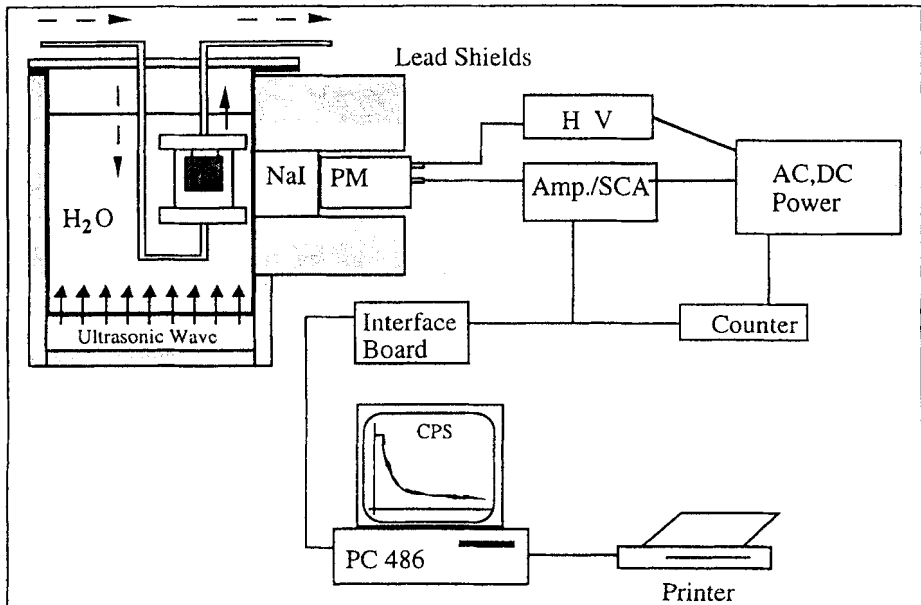 Lead Shields
H V
NaI
PM
Amp./SCA
AC,DC
Power
H₂O
Ultrasonic Wave
Interface
Board
Counter
CPS
PC 486
Printer